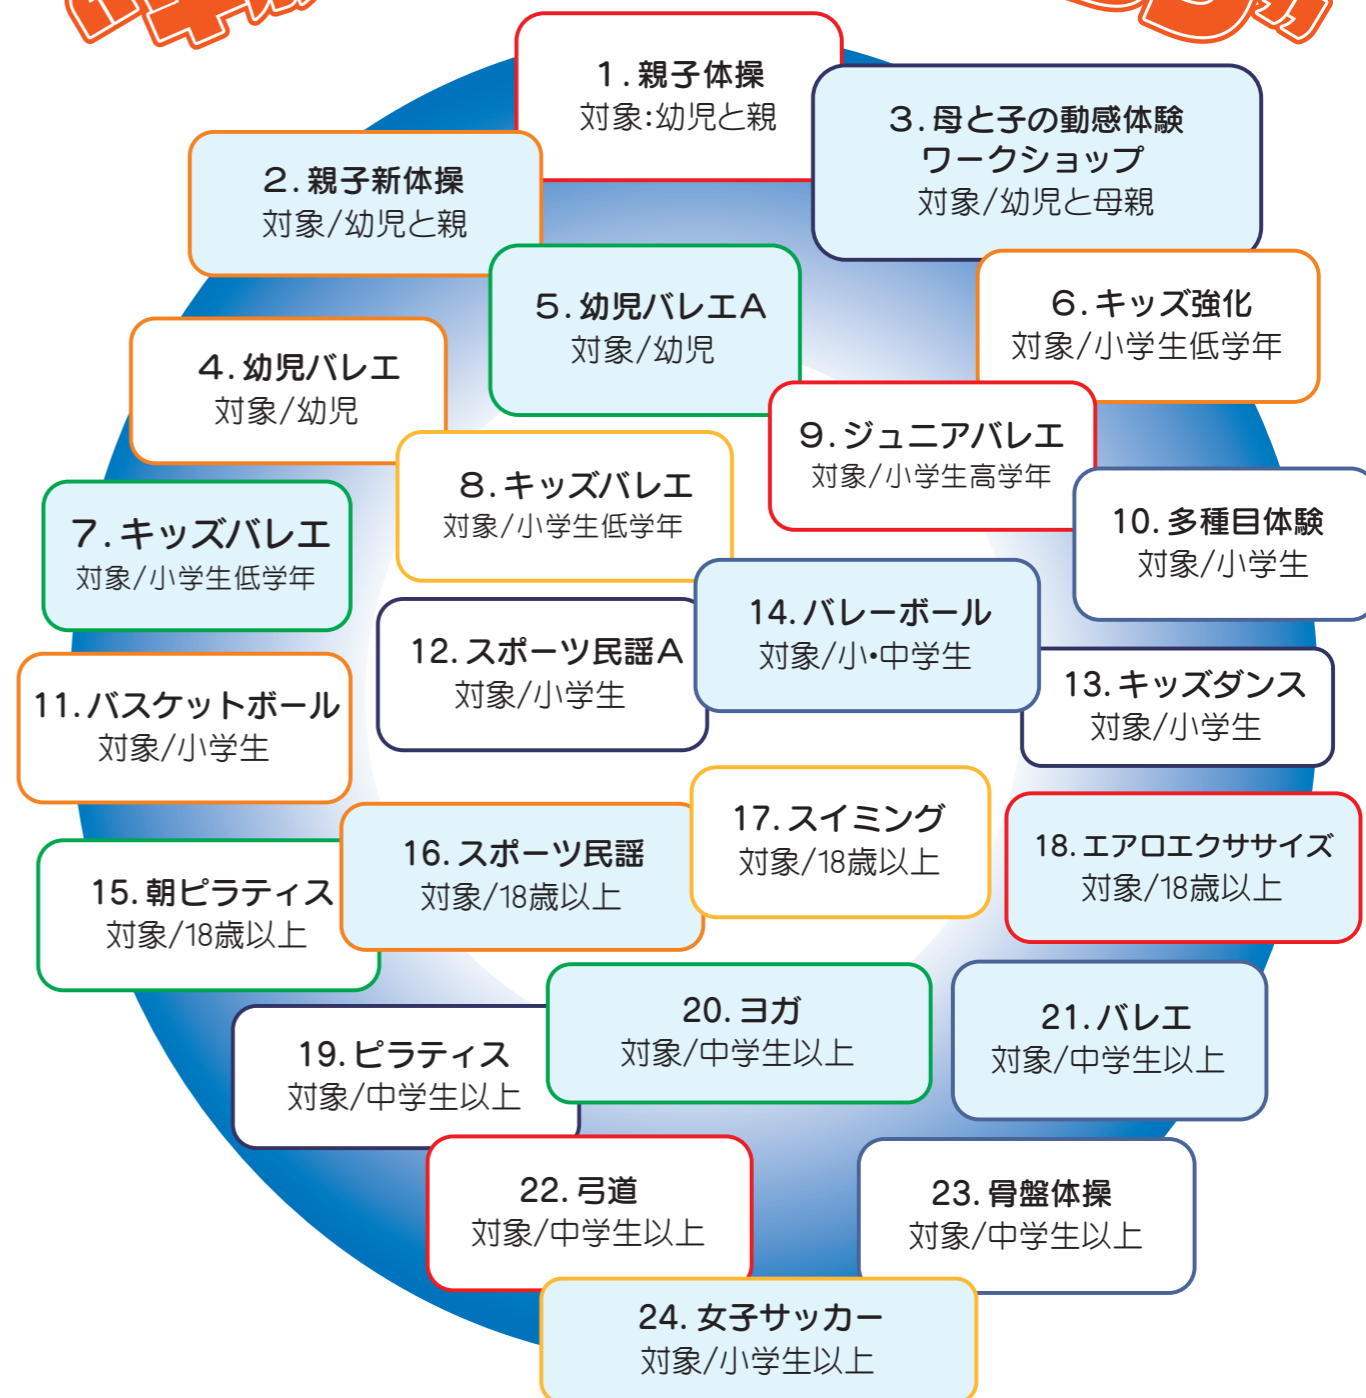 1.親子体操
対象:幼児と親
2.親子新体操
対象/幼児と親
3.母と子の動感体験
ワークショップ
対象/幼児と母親
4.幼児バレエ
対象/幼児
5.幼児バレエA
対象/幼児
6.キッズ強化
対象/小学生低学年
7.キッズバレエ
対象/小学生低学年
8.キッズバレエ
対象/小学生低学年
9.ジュニアバレエ
対象/小学生高学年
10.多種目体験
対象/小学生
11.バスケットボール
対象/小学生
12.スポーツ民謡A
対象/小学生
13.キッズダンス
対象/小学生
14.バレーボール
対象/小・中学生
15.朝ピラティス
対象/18歳以上
16.スポーツ民謡
対象/18歳以上
17.スイミング
対象/18歳以上
18.エアロエクササイズ
対象/18歳以上
19.ピラティス
対象/中学生以上
20.ヨガ
対象/中学生以上
21.バレエ
対象/中学生以上
22.弓道
対象/中学生以上
23.骨盤体操
対象/中学生以上
24.女子サッカー
対象/小学生以上